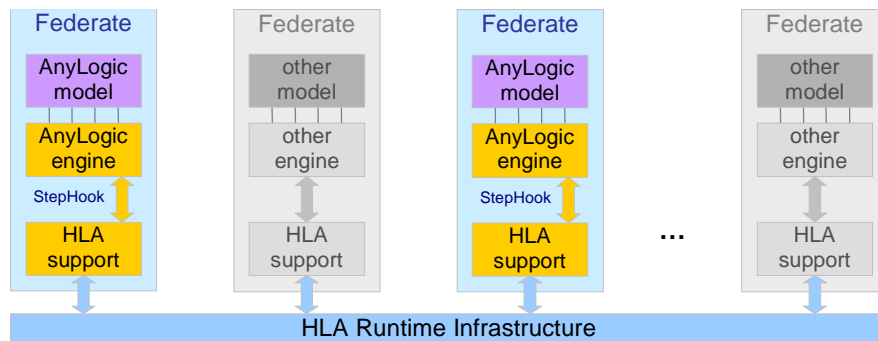 Federate
AnyLogic
model
AnyLogic
engine
StepHook
HLA
support
Federate
other
model
other
engine
HLA
support
Federate
AnyLogic
model
AnyLogic
engine
StepHook
HLA
support
...
Federate
other
model
other
engine
HLA
support
HLA Runtime Infrastructure